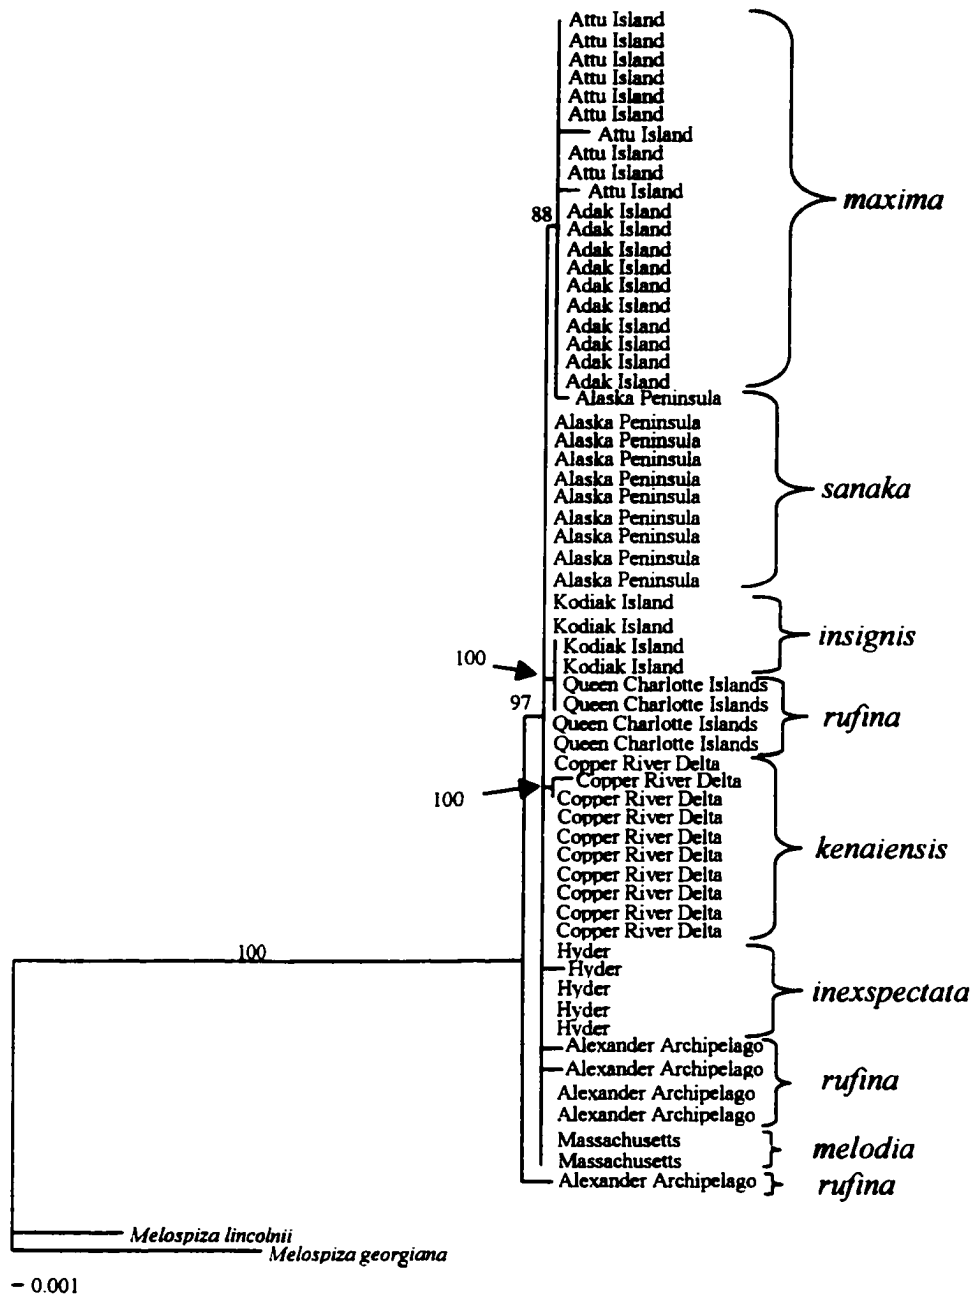 Attu Island
Attu Island
Attu Island
Attu Island
Attu Island
Attu Island
Attu Island
Attu Island
Attu Island
Attu Island
maxima
88
Adak Island
Adak Island
Adak Island
Adak Island
Adak Island
Adak Island
Adak Island
Adak Island
Adak Island
Adak Island
Alaska Peninsula
Alaska Peninsula
Alaska Peninsula
Alaska Peninsula
Alaska Peninsula
Alaska Peninsula
sanaka
Alaska Peninsula
Alaska Peninsula
Alaska Peninsula
Alaska Peninsula
Kodiak Island
Kodiak Island
insignis
Kodiak Island
100
Kodiak Island
Queen Charlotte Islands
97
Queen Charlotte Islands
rufina
Queen Charlotte Islands
Queen Charlotte Islands
Copper River Delta
Copper River Delta
100
Copper River Delta
Copper River Delta
Copper River Delta
Copper River Delta
kenaiensis
Copper River Delta
Copper River Delta
Copper River Delta
Copper River Delta
100
Hyder
Hyder
Hyder
inexspectata
Hyder
Hyder
Alexander Archipelago
Alexander Archipelago
rufina
Alexander Archipelago
Alexander Archipelago
Massachusetts
melodia
Massachusetts
Alexander Archipelago
rufina
Melospiza lincolnii
Melospiza georgiana
0.001